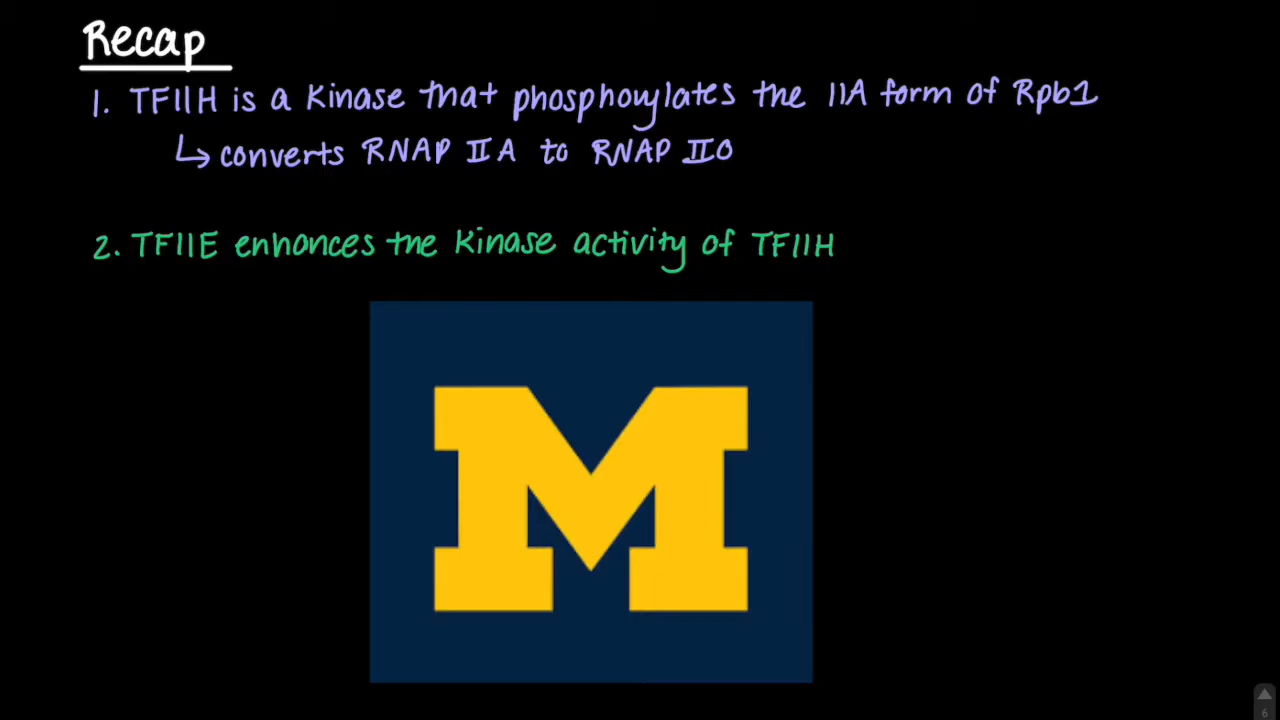 Recap
1. TFIIH is a kinase that phosphorylates the IIA form of Rpb1
↳ converts RNAP IIA to RNAP IIO
2. TFIIE enhances the kinase activity of TFIIH
M
6